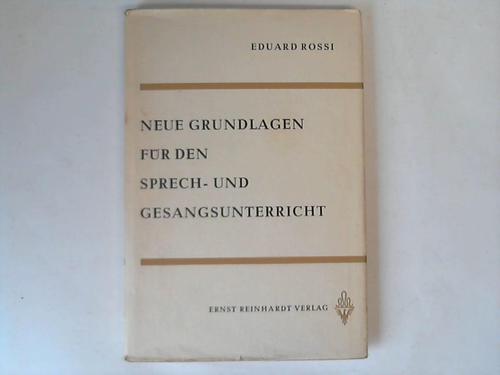 EDUARD ROSSI
NEUE GRUNDLAGEN
FÜR DEN
SPRECH- UND
GESANGSUNTERRICHT
ERNST REINHARDT VERLAG